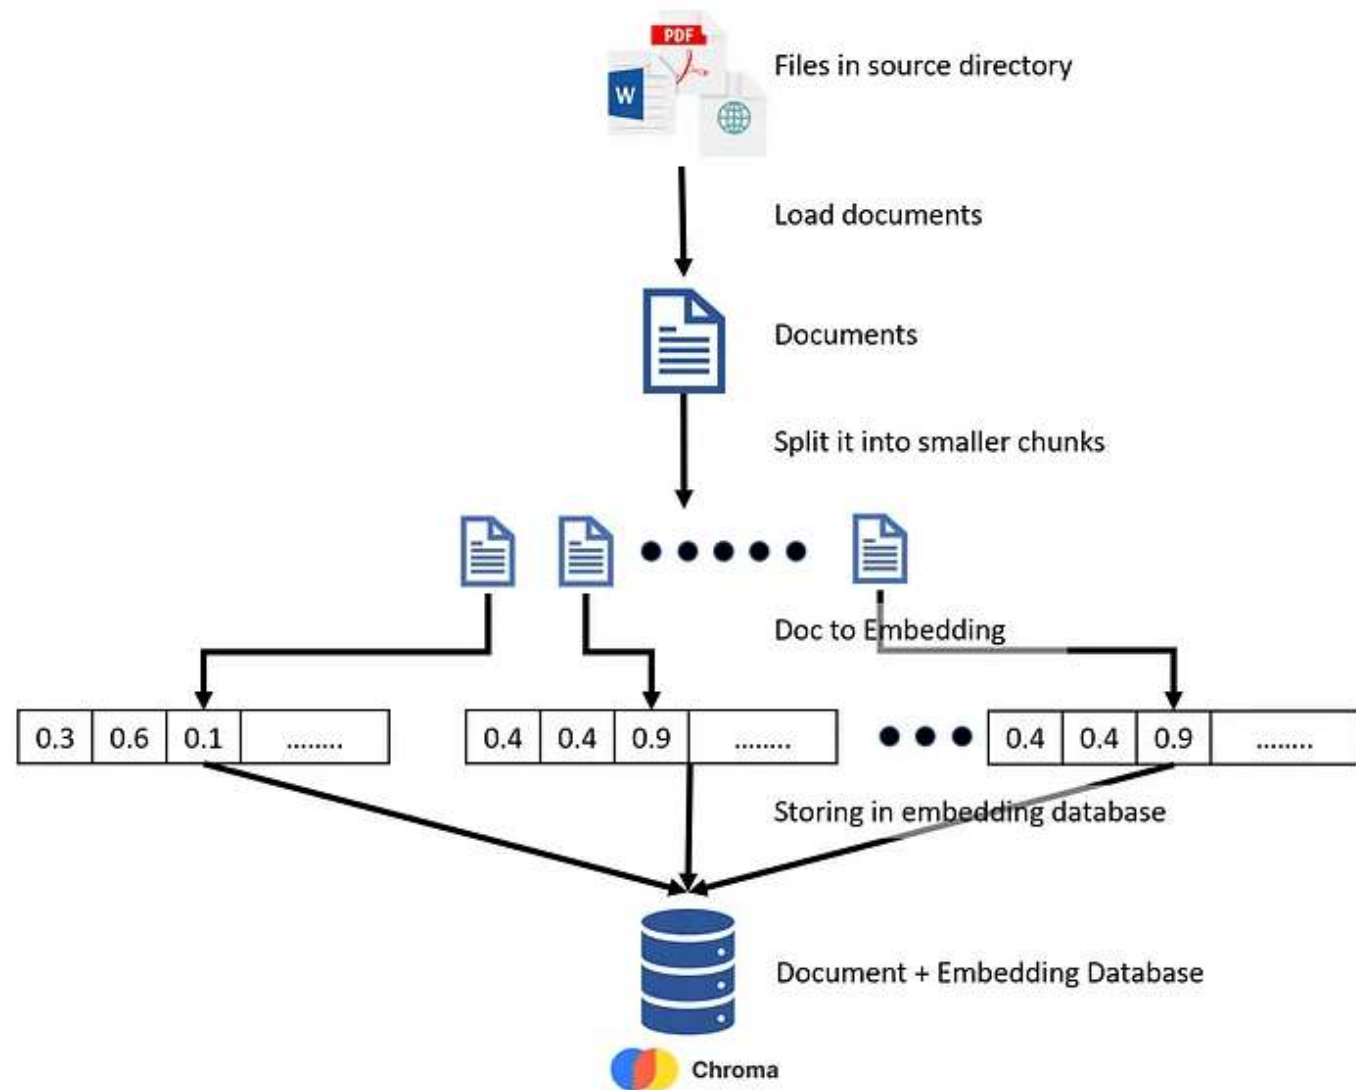 PDF
W
Files in source directory
Load documents
Documents
Split it into smaller chunks
Doc to Embedding
0.3 0.6 0.1 ........
0.4 0.4 0.9 ........
0.4 0.4 0.9 ........
Storing in embedding database
Document + Embedding Database
Chroma